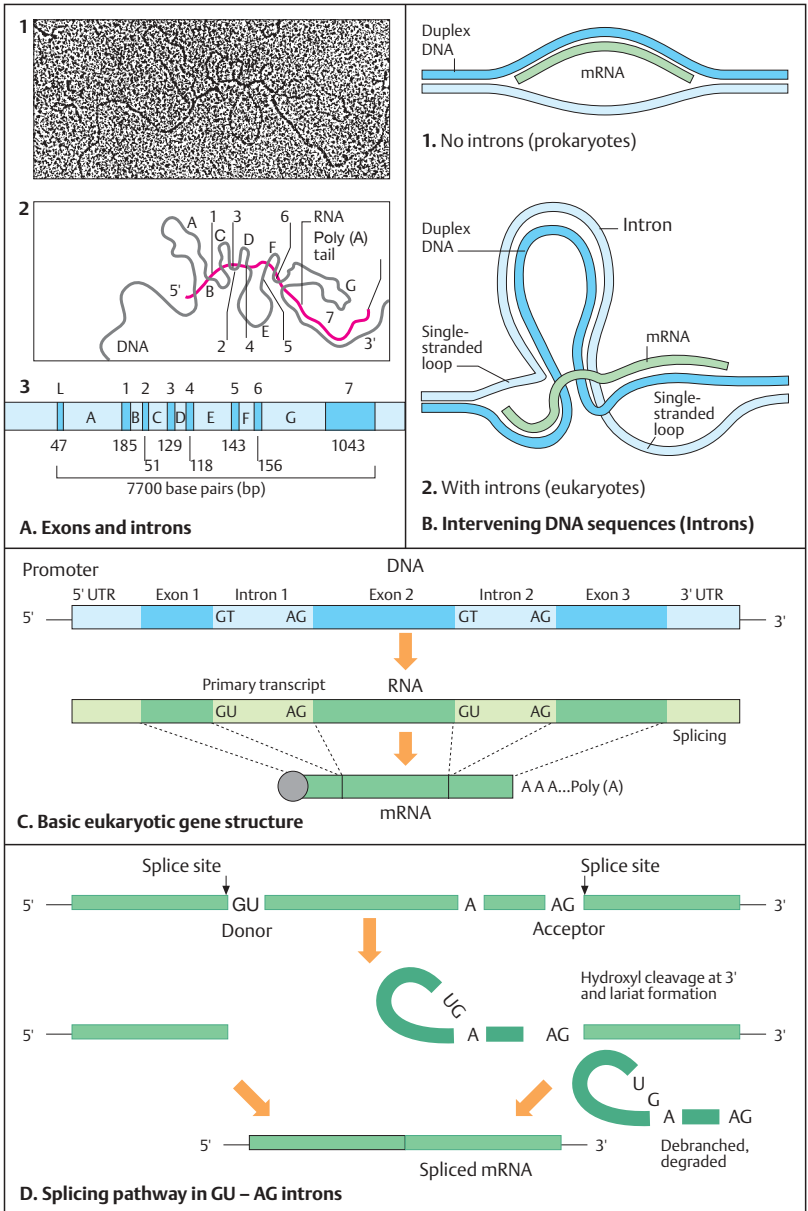 1
2
A
1
3
C
D
F
6
RNA
Poly (A)
tail
5'
B
G
7
E
DNA
2
4
5
3'
3
L
1
2
3
4
5
6
7
A
B
C
D
E
F
G
47
185
129
143
1043
51
118
156
7700 base pairs (bp)
A. Exons and introns
Duplex
DNA
mRNA
1. No introns (prokaryotes)
Duplex
DNA
Intron
Single-
stranded
loop
mRNA
Single-
stranded
loop
2. With introns (eukaryotes)
B. Intervening DNA sequences (Introns)
Promoter
DNA
5' UTR
Exon 1
Intron 1
Exon 2
Intron 2
Exon 3
3' UTR
5'
GT
AG
GT
AG
3'
Primary transcript
RNA
GU
AG
GU
AG
Splicing
A A A...Poly (A)
mRNA
C. Basic eukaryotic gene structure
Splice site
Splice site
5'
GU
A
AG
3'
Donor
Acceptor
Hydroxyl cleavage at 3'
and lariat formation
UG
5'
A
AG
3'
U
G
A
AG
Debranched,
degraded
5'
3'
Spliced mRNA
D. Splicing pathway in GU – AG introns